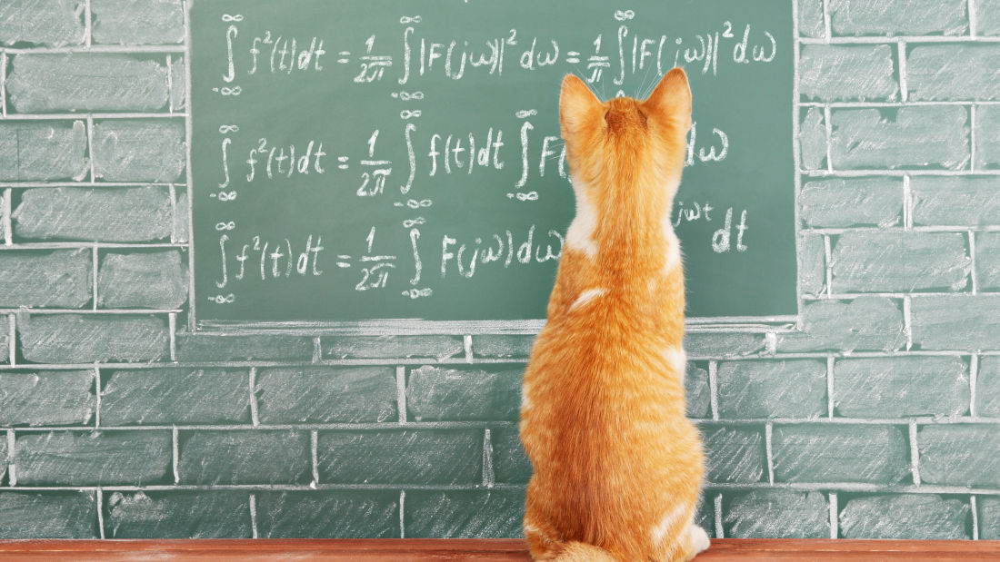 ∫_{-∞}^{∞} f²(t)dt = 1/2π ∫_{-∞}^{∞} |F(jω)|² dω = 1/π ∫^{∞} |F(jω)|² dω
∫_{-∞}^{∞} f²(t)dt = 1/2π ∫_{-∞}^{∞} f(t)dt ∫_{-∞}^{∞} F( dω
∫_{-∞}^{∞} f²(t) dt = 1/2π ∫_{-∞}^{∞} F(jω)dω jωt dt